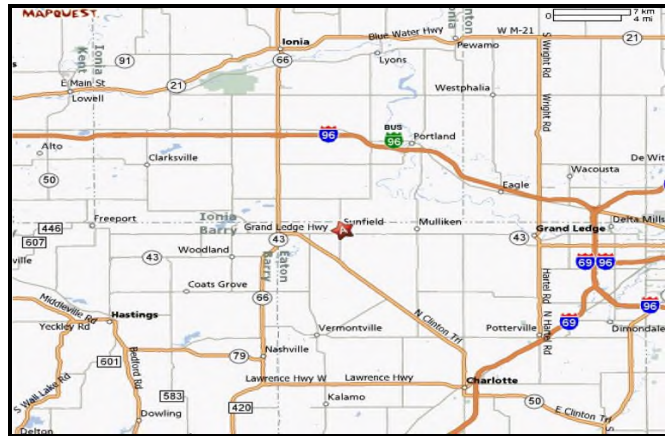 MAPQUEST
7 km
0
4 mi
Ionia
Kent
Ionia
Ionia
Blue Water Hwy
W M-21
21
Pewamo
91
66
Lyons
S Wright Rd
E Main St
21
Lowell
Westphalia
Wright Rd
96
BUS
96
Portland
Alto
Clarksville
Wacousta
De Wit
50
Eagle
Freeport
Ionia
Barry
Grand Ledge Hwy
Sunfield
A
Mulliken
Delta Mills
446
607
43
43
Grand Ledge
ville
43
Woodland
Barry
Eaton
69
96
Coats Grove
66
Hartel Rd
Middleville Rd
Hastings
N Clinton Trl
96
Yeckley Rd
Vermontville
Potterville
N Hartel Rd
69
Dimondale
601
Bedford Rd
79
Nashville
S Wall Lake Rd
583
Lawrence Hwy W
Lawrence Hwy
Charlotte
420
Kalamo
50
E Clinton Trl
Dowling
Delton